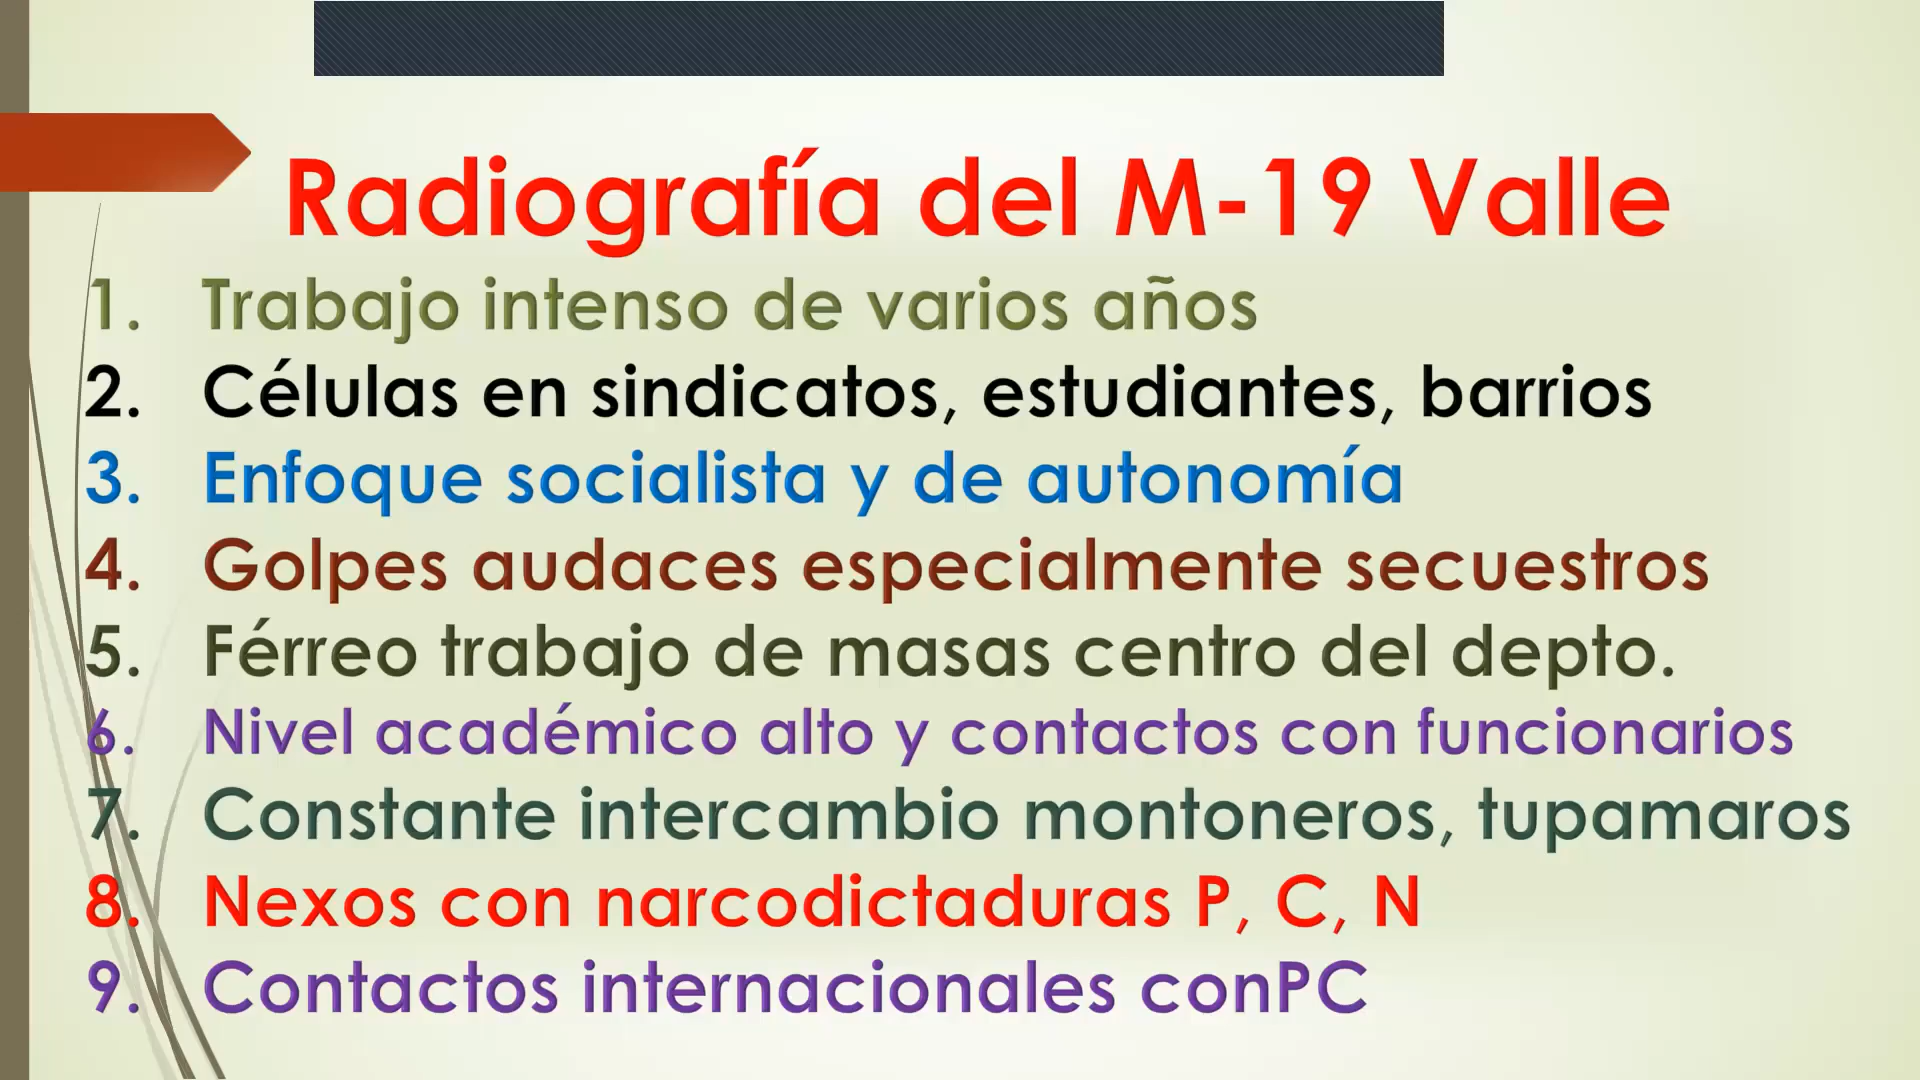 Radiografía del M-19 Valle
1. Trabajo intenso de varios años
2. Células en sindicatos, estudiantes, barrios
3. Enfoque socialista y de autonomía
4. Golpes audaces especialmente secuestros
5. Férreo trabajo de masas centro del depto.
6. Nivel académico alto y contactos con funcionarios
7. Constante intercambio montoneros, tupamaros
8. Nexos con narcodictaduras P, C, N
9. Contactos internacionales conPC